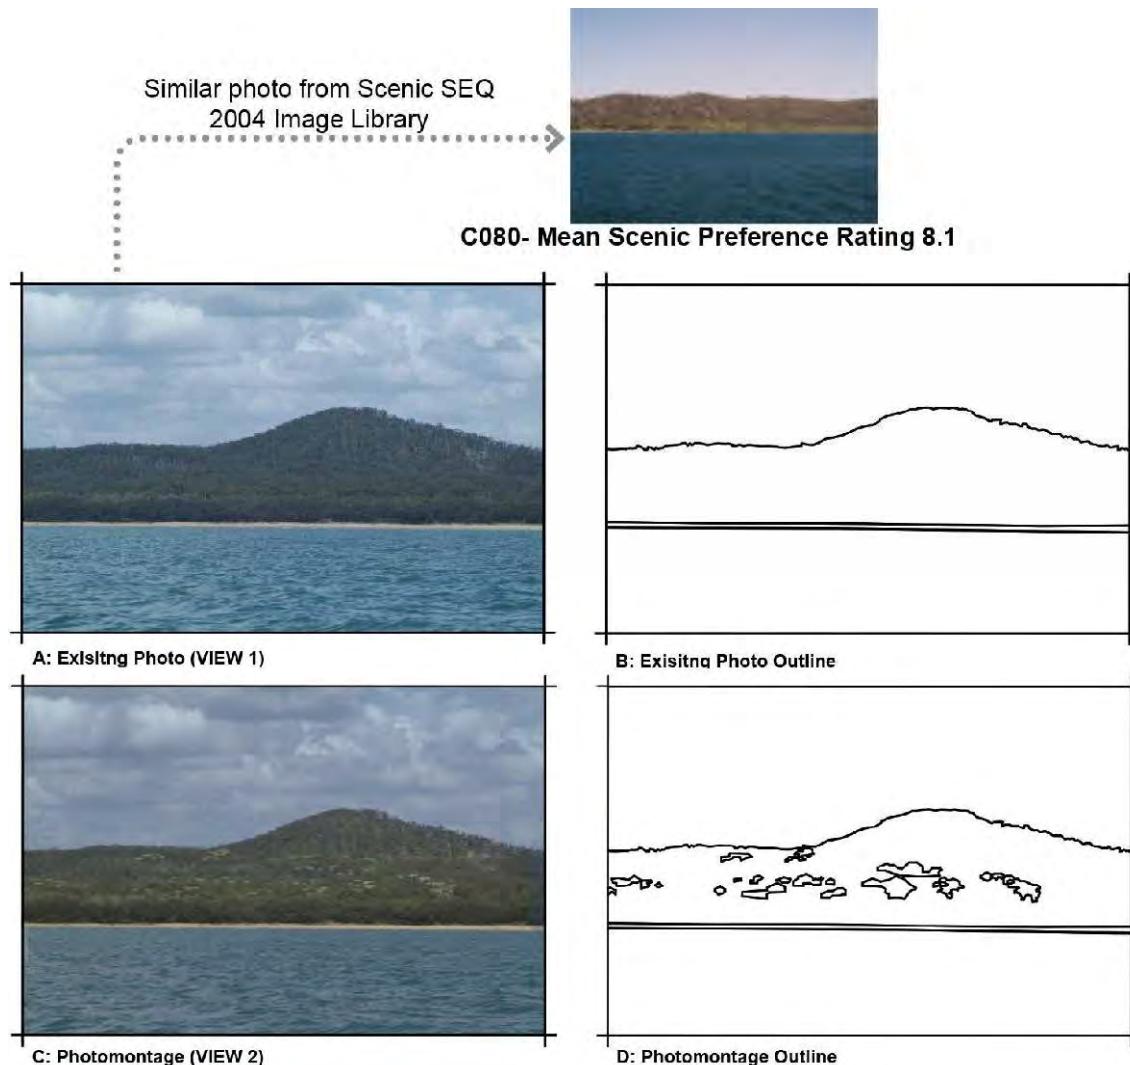 Similar photo from Scenic SEQ
2004 Image Library
C080- Mean Scenic Preference Rating 8.1
A: Exisitng Photo (VIEW 1)
B: Exisitng Photo Outline
C: Photomontage (VIEW 2)
D: Photomontage Outline